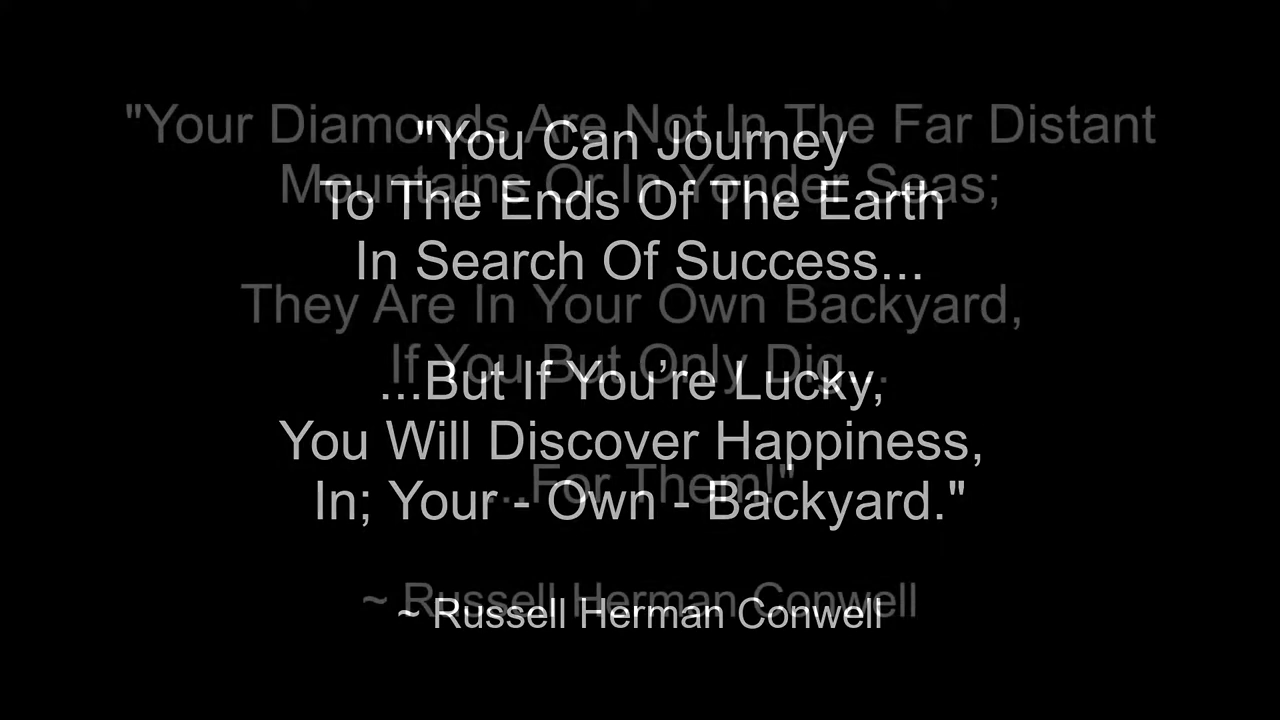 "You Can Journey
To The Ends Of The Earth
In Search Of Success...
...But If You’re Lucky,
You Will Discover Happiness,
In; Your - Own - Backyard."
~ Russell Herman Conwell
"Your Diamonds Are Not In The Far Distant
Mountains Or In Yonder Seas;
They Are In Your Own Backyard,
If You But Only Dig...
...For Them!"
~ Russell Herman Conwell